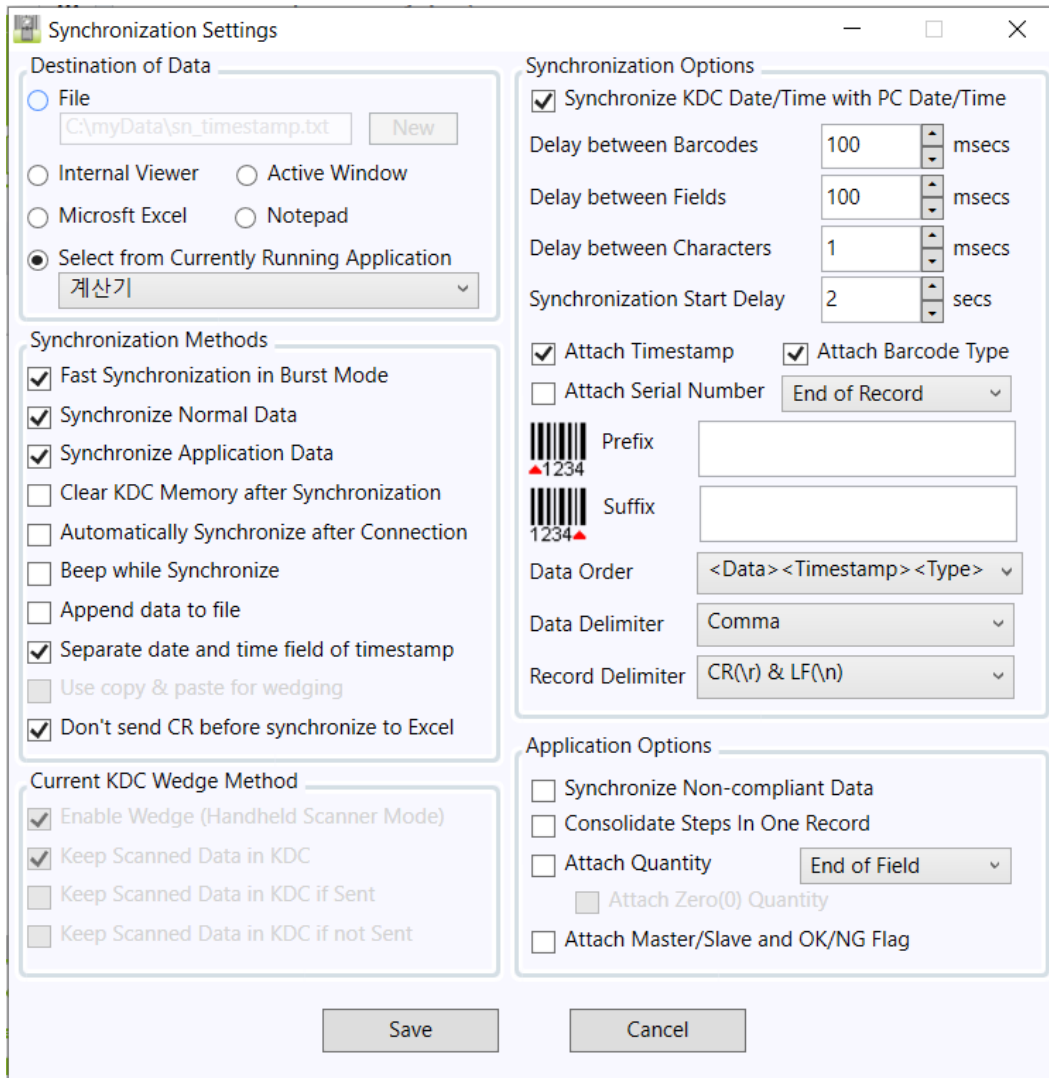 Synchronization Settings
Destination of Data
File
C:\myData\sn_timestamp.txt New
Internal Viewer Active Window
Microsft Excel Notepad
Select from Currently Running Application
계산기
Synchronization Methods
Fast Synchronization in Burst Mode
Synchronize Normal Data
Synchronize Application Data
Clear KDC Memory after Synchronization
Automatically Synchronize after Connection
Beep while Synchronize
Append data to file
Separate date and time field of timestamp
Use copy & paste for wedging
Don't send CR before synchronize to Excel
Current KDC Wedge Method
Enable Wedge (Handheld Scanner Mode)
Keep Scanned Data in KDC
Keep Scanned Data in KDC if Sent
Keep Scanned Data in KDC if not Sent
Synchronization Options
Synchronize KDC Date/Time with PC Date/Time
Delay between Barcodes 100 msecs
Delay between Fields 100 msecs
Delay between Characters 1 msecs
Synchronization Start Delay 2 secs
Attach Timestamp Attach Barcode Type
Attach Serial Number End of Record
1234 Prefix
1234 Suffix
Data Order <Data><Timestamp><Type>
Data Delimiter Comma
Record Delimiter CR(\r) & LF(\n)
Application Options
Synchronize Non-compliant Data
Consolidate Steps In One Record
Attach Quantity End of Field
Attach Zero(0) Quantity
Attach Master/Slave and OK/NG Flag
Save Cancel